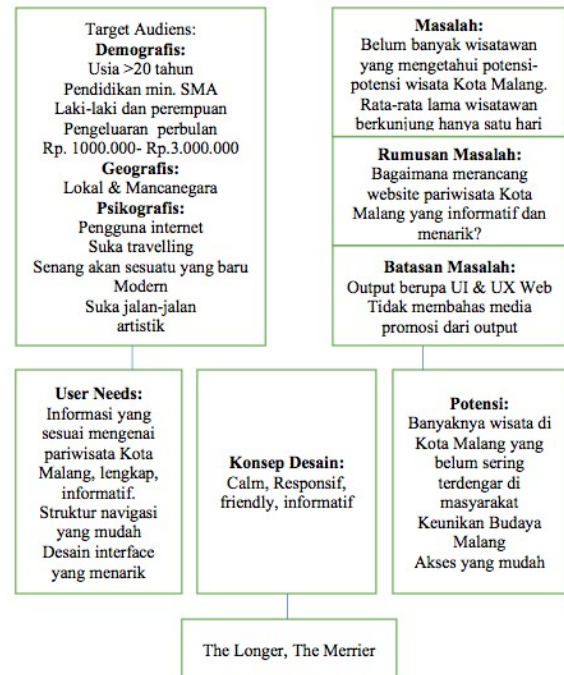 Target Audiens:
Demografis:
Usia >20 tahun
Pendidikan min. SMA
Laki-laki dan perempuan
Pengeluaran perbulan
Rp. 1000.000- Rp.3.000.000
Geografis:
Lokal & Mancanegara
Psikografis:
Pengguna internet
Suka travelling
Senang akan sesuatu yang baru
Modern
Suka jalan-jalan
artistik
Masalah:
Belum banyak wisatawan
yang mengetahui potensi-
potensi wisata Kota Malang.
Rata-rata lama wisatawan
berkunjung hanya satu hari
Rumusan Masalah:
Bagaimana merancang
website pariwisata Kota
Malang yang informatif dan
menarik?
Batasan Masalah:
Output berupa UI & UX Web
Tidak membahas media
promosi dari output
User Needs:
Informasi yang
sesuai mengenai
pariwisata Kota
Malang, lengkap,
informatif.
Struktur navigasi
yang mudah
Desain interface
yang menarik
Konsep Desain:
Calm, Responsif,
friendly, informatif
Potensi:
Banyaknya wisata di
Kota Malang yang
belum sering
terdengar di
masyarakat
Keunikan Budaya
Malang
Akses yang mudah
The Longer, The Merrier